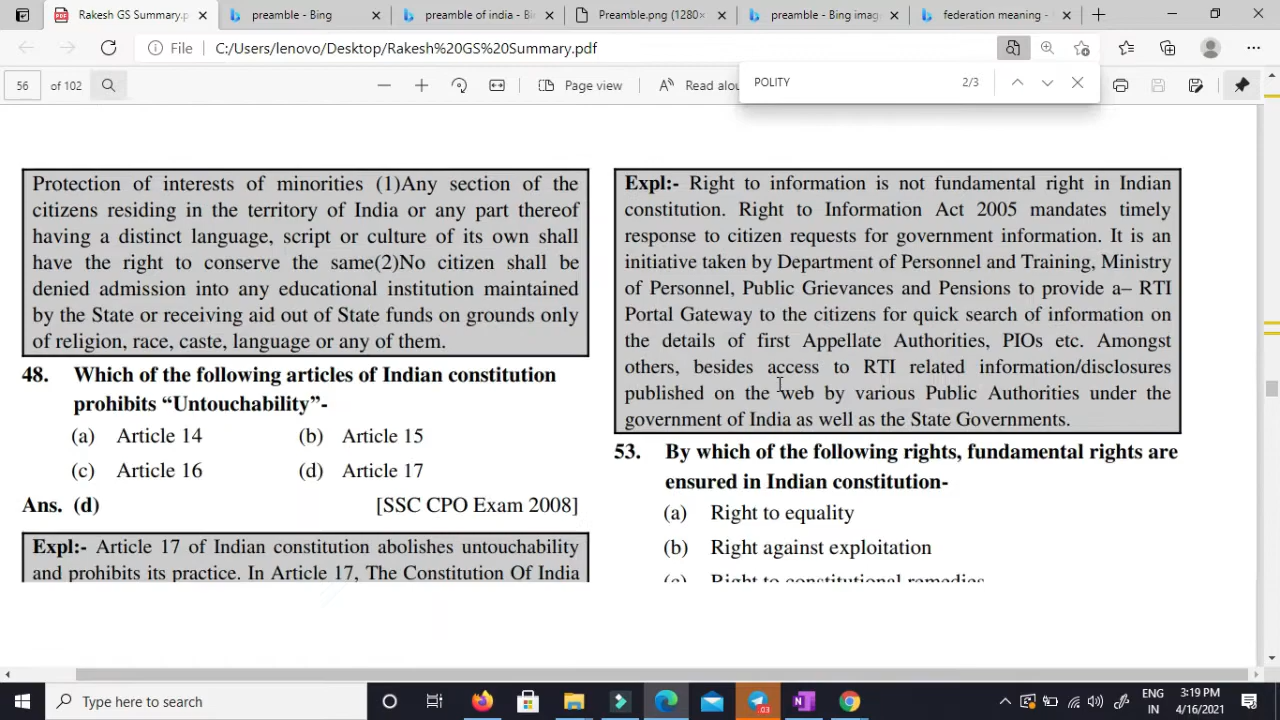 Rakesh GS Summary.p
preamble - Bing
preamble of india - B
Preamble.png (1280×
preamble - Bing imag
federation meaning -
File
C:/Users/lenovo/Desktop/Rakesh%20GS%20Summary.pdf
56
of 102
Page view
Read alou
POLITY
2/3
Protection of interests of minorities (1)Any section of the
citizens residing in the territory of India or any part thereof
having a distinct language, script or culture of its own shall
have the right to conserve the same(2)No citizen shall be
denied admission into any educational institution maintained
by the State or receiving aid out of State funds on grounds only
of religion, race, caste, language or any of them.
48. Which of the following articles of Indian constitution
prohibits “Untouchability”-
(a) Article 14 (b) Article 15
(c) Article 16 (d) Article 17
Ans. (d) [SSC CPO Exam 2008]
Expl:- Article 17 of Indian constitution abolishes untouchability
and prohibits its practice. In Article 17, The Constitution Of India
Expl:- Right to information is not fundamental right in Indian
constitution. Right to Information Act 2005 mandates timely
response to citizen requests for government information. It is an
initiative taken by Department of Personnel and Training, Ministry
of Personnel, Public Grievances and Pensions to provide a– RTI
Portal Gateway to the citizens for quick search of information on
the details of first Appellate Authorities, PIOs etc. Amongst
others, besides access to RTI related information/disclosures
published on the web by various Public Authorities under the
government of India as well as the State Governments.
53. By which of the following rights, fundamental rights are
ensured in Indian constitution-
(a) Right to equality
(b) Right against exploitation
(c) Right to constitutional remedies
Type here to search
03
ENG
IN
3:19 PM
4/16/2021